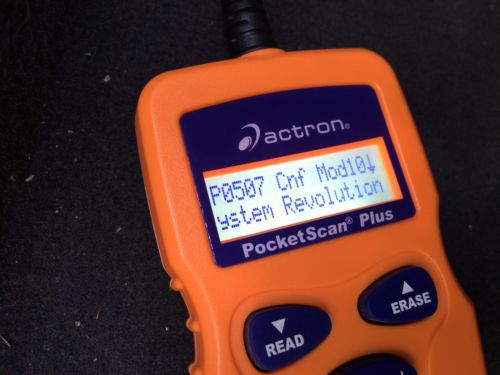 actron®
P0507 Cnf Mod10↓
ystem Revolution
PocketScan® Plus
▼
READ
▲
ERASE